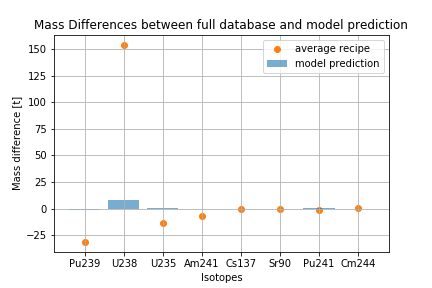 Mass Differences between full database and model prediction
average recipe
model prediction
Mass difference [t]
150
125
100
75
50
25
0
−25
Pu239 U238 U235 Am241 Cs137 Sr90 Pu241 Cm244
Isotopes